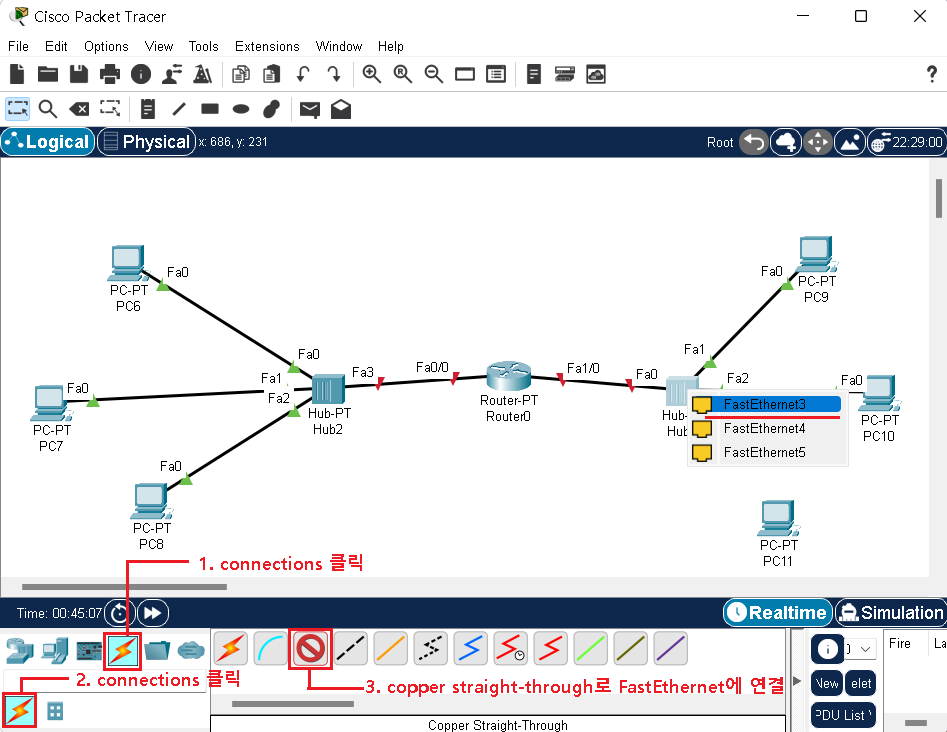 Cisco Packet Tracer
File Edit Options View Tools Extensions Window Help
?
Logical Physical x: 686, y: 231 Root 22:29:00
PC-PT
PC6
Fa0
Fa0
PC-PT
PC7
Fa0
Fa0
PC-PT
PC8
Fa0
Fa1
Fa2
Fa3
Hub-PT
Hub2
Fa0/0
Router-PT
Router0
Fa1/0
Fa0
Fa1
Fa2
Hub-
Hub
Fa0
PC-PT
PC9
Fa0
PC-PT
PC10
FastEthernet3
FastEthernet4
FastEthernet5
PC-PT
PC11
1. connections 클릭
Time: 00:45:07 Realtime Simulation
2. connections 클릭
3. copper straight-through로 FastEthernet에 연결
Copper Straight-Through
Fire La
New elet
PDU List